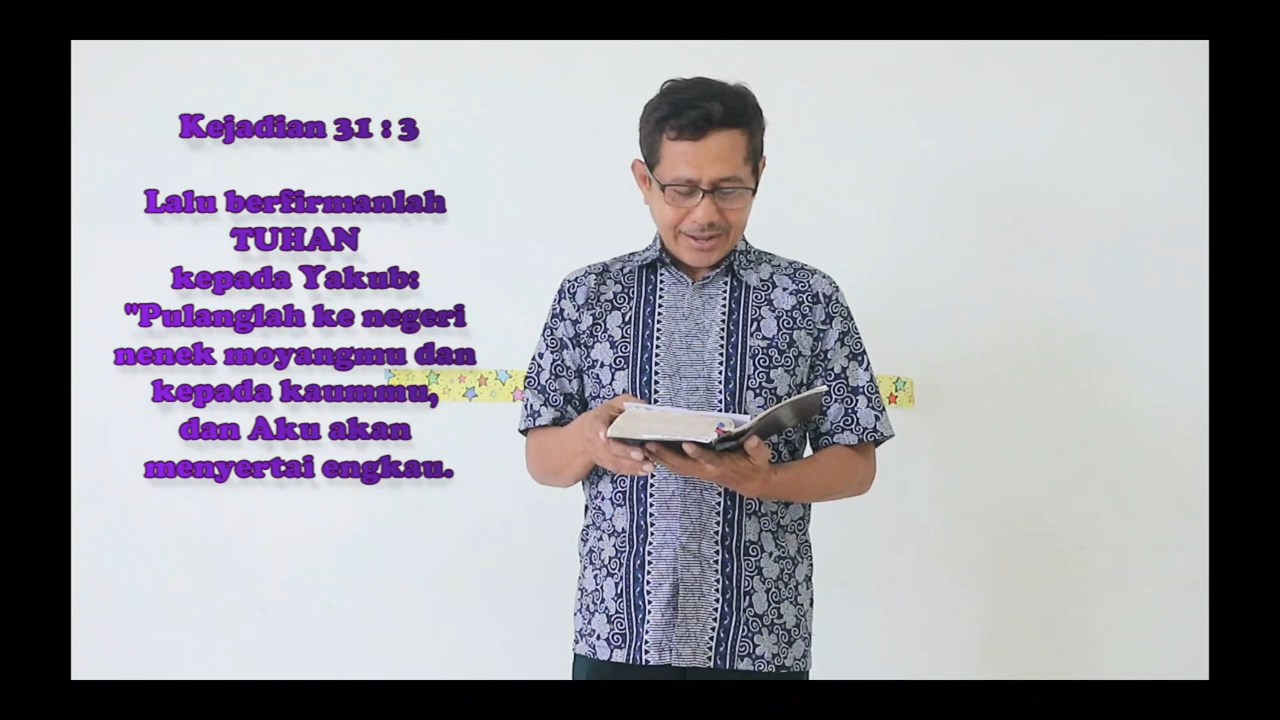 Kejadian 31 : 3
Lalu berfirmanlah
TUHAN
kepada Yakub:
"Pulanglah ke negeri
nenek moyangmu dan
kepada kaummu,
dan Aku akan
menyertai engkau.